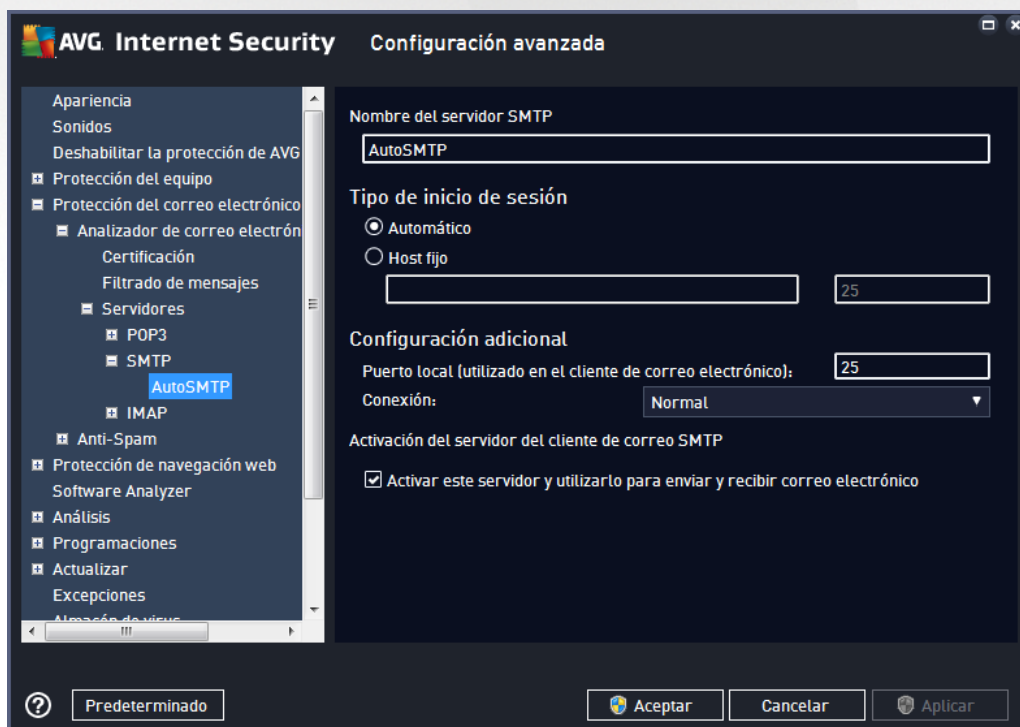 AVG. Internet Security Configuración avanzada
Apariencia
Sonidos
Deshabilitar la protección de AVG
Protección del equipo
Protección del correo electrónico
Analizador de correo electrón
Certificación
Filtrado de mensajes
Servidores
POP3
SMTP
AutoSMTP
IMAP
Anti-Spam
Protección de navegación web
Software Analyzer
Análisis
Programaciones
Actualizar
Excepciones
Almacén de virus
Nombre del servidor SMTP
AutoSMTP
Tipo de inicio de sesión
Automático
Host fijo
25
Configuración adicional
Puerto local (utilizado en el cliente de correo electrónico): 25
Conexión: Normal
Activación del servidor del cliente de correo SMTP
Activar este servidor y utilizarlo para enviar y recibir correo electrónico
? Predeterminado Aceptar Cancelar Aplicar